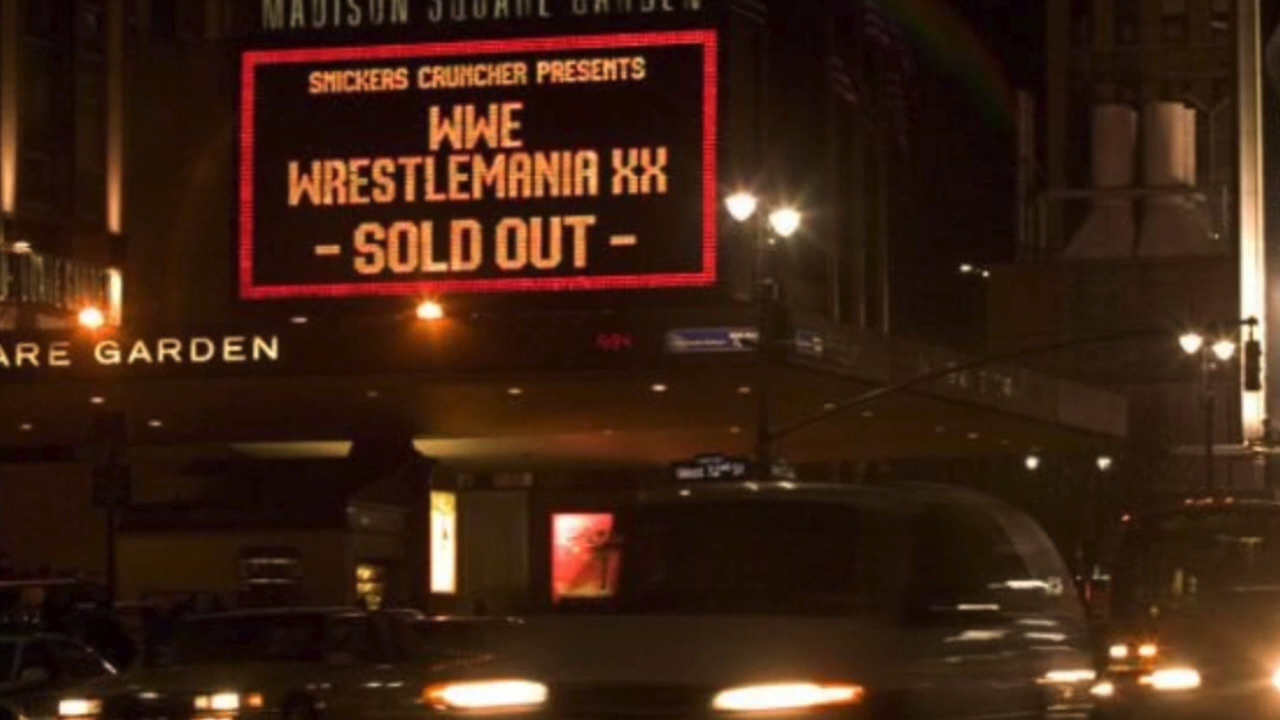 MADISON SQUARE GARDEN
SNICKERS CRUNCHER PRESENTS
WWE
WRESTLEMANIA XX
- SOLD OUT -
ARE GARDEN